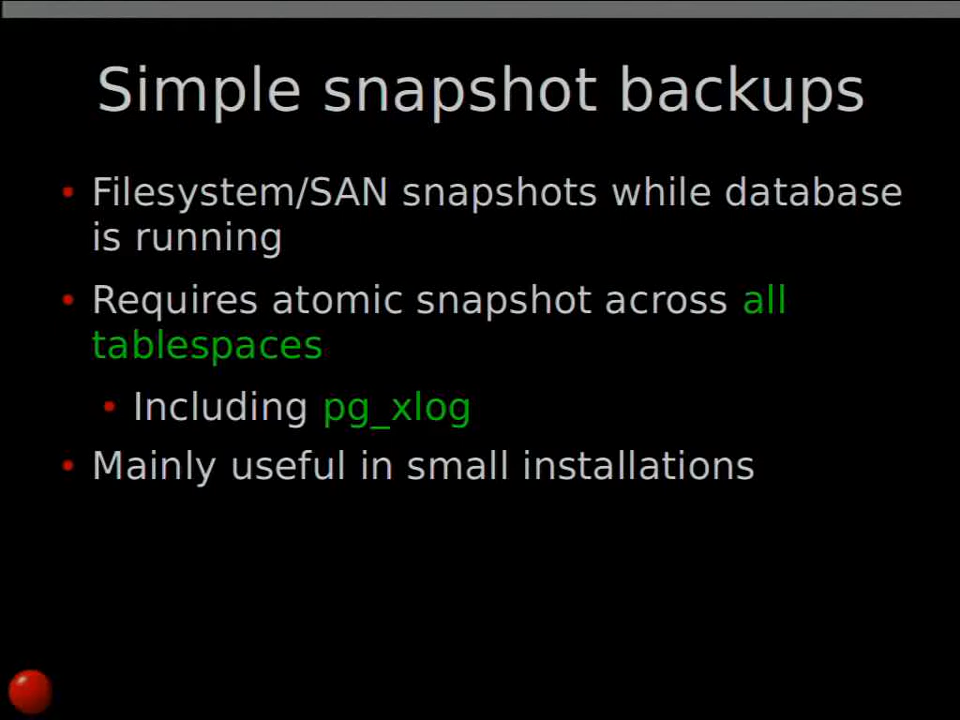 Simple snapshot backups
Filesystem/SAN snapshots while database
is running
Requires atomic snapshot across all
tablespaces
Including pg_xlog
Mainly useful in small installations